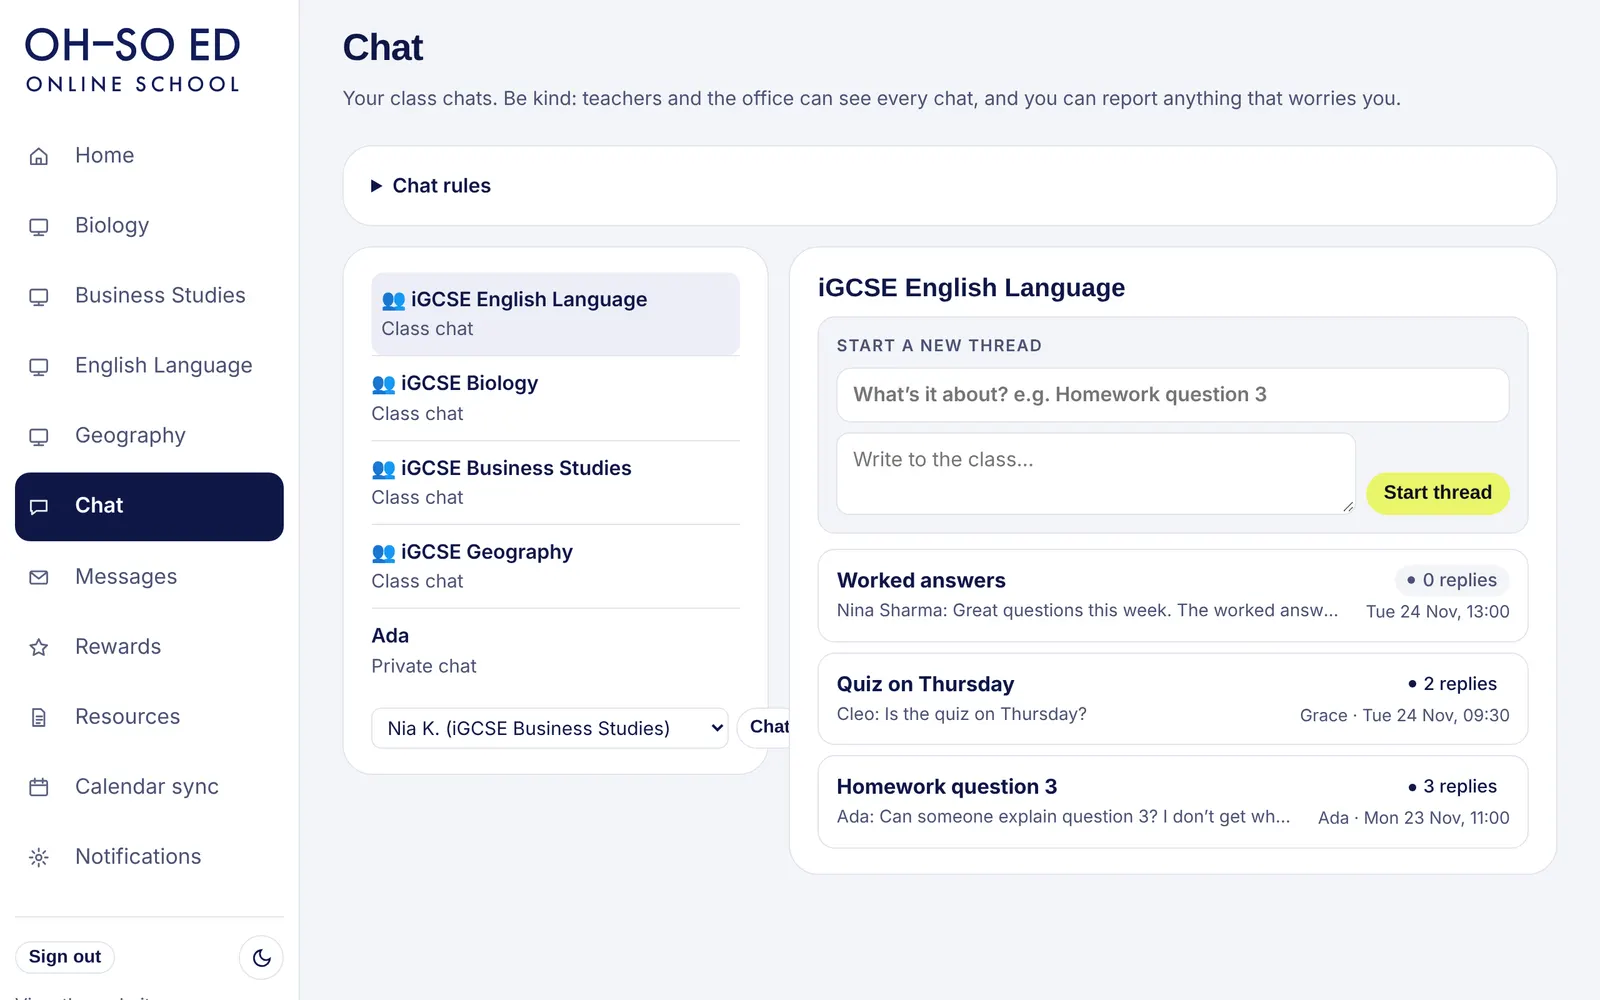 OH-SO ED
ONLINE SCHOOL
Home
Biology
Business Studies
English Language
Geography
Chat
Messages
Rewards
Resources
Calendar sync
Notifications
Sign out
Chat
Your class chats. Be kind: teachers and the office can see every chat, and you can report anything that worries you.
Chat rules
iGCSE English Language
Class chat
iGCSE Biology
Class chat
iGCSE Business Studies
Class chat
iGCSE Geography
Class chat
Ada
Private chat
Nia K. (iGCSE Business Studies)
Chat
iGCSE English Language
START A NEW THREAD
What’s it about? e.g. Homework question 3
Write to the class...
Start thread
Worked answers
• 0 replies
Nina Sharma: Great questions this week. The worked answ...
Tue 24 Nov, 13:00
Quiz on Thursday
• 2 replies
Cleo: Is the quiz on Thursday?
Grace · Tue 24 Nov, 09:30
Homework question 3
• 3 replies
Ada: Can someone explain question 3? I don’t get wh...
Ada · Mon 23 Nov, 11:00